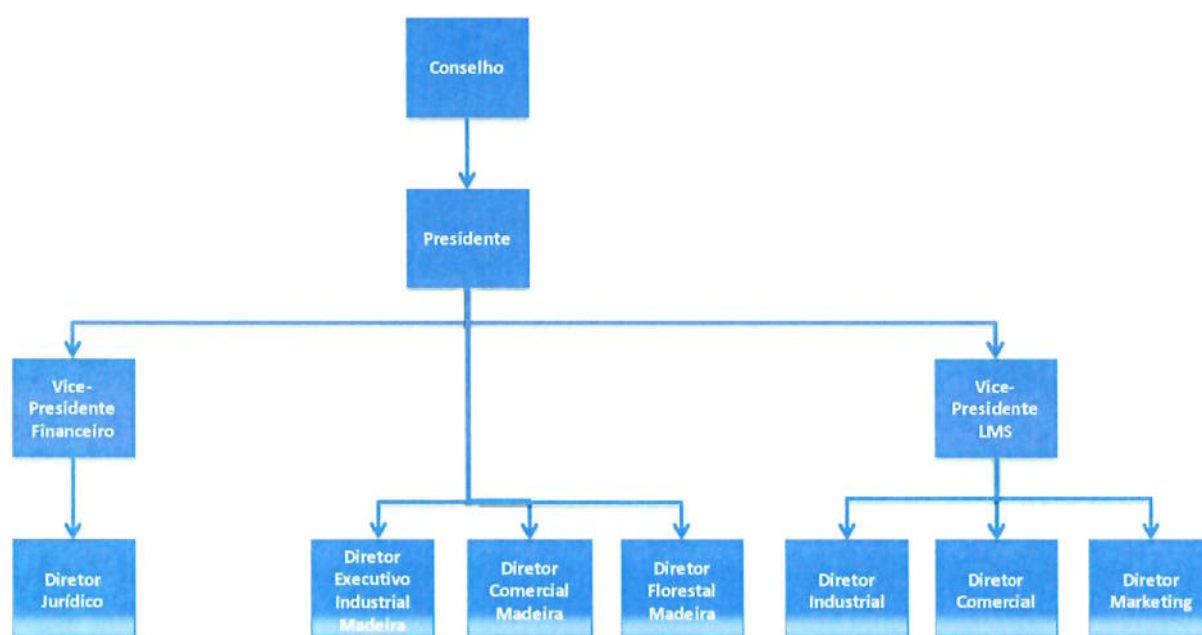 Conselho
Presidente
Vice-
Presidente
Financeiro
Vice-
Presidente
LMS
Diretor
Jurídico
Diretor
Executivo
Industrial
Madeira
Diretor
Comercial
Madeira
Diretor
Florestal
Madeira
Diretor
Industrial
Diretor
Comercial
Diretor
Marketing